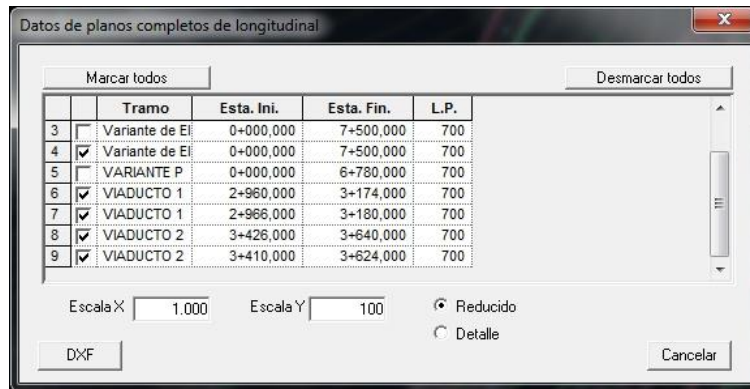 Datos de planos completos de longitudinal
Marcar todos
Desmarcar todos
Tramo Esta. Ini. Esta. Fin. L.P.
3 Variante de El 0+000,000 7+500,000 700
4 Variante de El 0+000,000 7+500,000 700
5 VARIANTE P 0+000,000 6+780,000 700
6 VIADUCTO 1 2+960,000 3+174,000 700
7 VIADUCTO 1 2+966,000 3+180,000 700
8 VIADUCTO 2 3+426,000 3+640,000 700
9 VIADUCTO 2 3+410,000 3+624,000 700
Escala X 1.000 Escala Y 100 Reducido
Detalle
DXF Cancelar